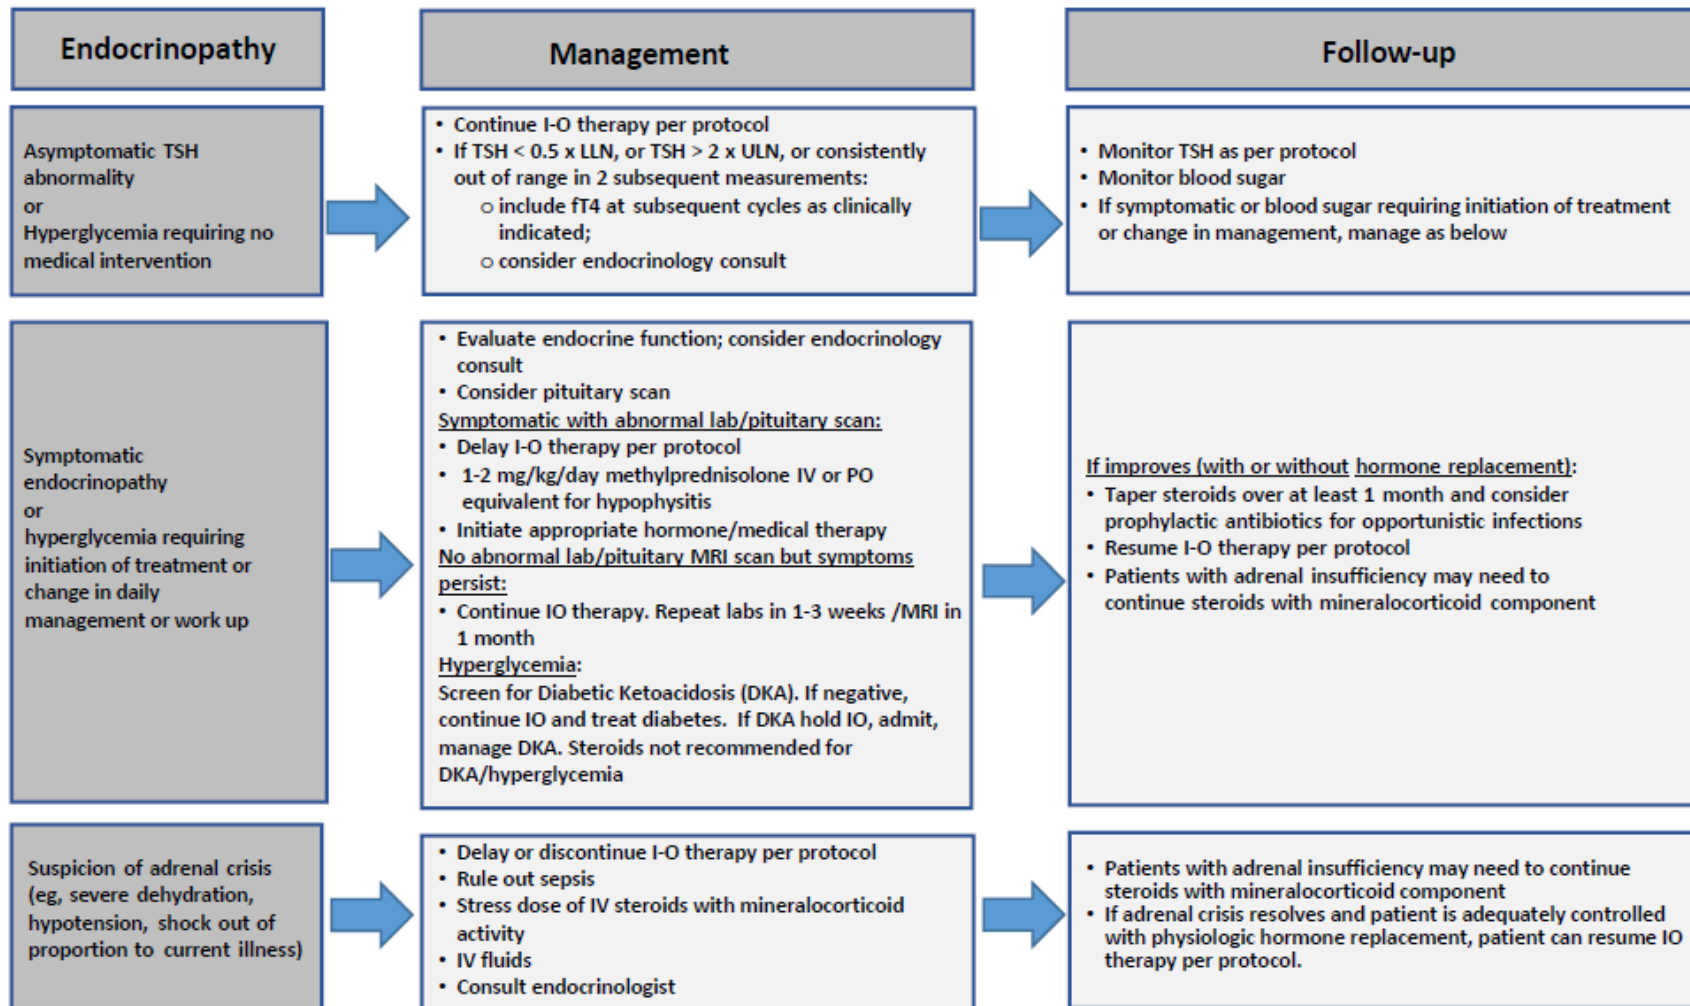 Endocrinopathy
Management
Follow-up
Asymptomatic TSH
abnormality
or
Hyperglycemia requiring no
medical intervention
• Continue I-O therapy per protocol
• If TSH < 0.5 x LLN, or TSH > 2 x ULN, or consistently
out of range in 2 subsequent measurements:
o include fT4 at subsequent cycles as clinically
indicated;
o consider endocrinology consult
• Monitor TSH as per protocol
• Monitor blood sugar
• If symptomatic or blood sugar requiring initiation of treatment
or change in management, manage as below
Symptomatic
endocrinopathy
or
hyperglycemia requiring
initiation of treatment or
change in daily
management or work up
• Evaluate endocrine function; consider endocrinology
consult
• Consider pituitary scan
Symptomatic with abnormal lab/pituitary scan:
• Delay I-O therapy per protocol
• 1-2 mg/kg/day methylprednisolone IV or PO
equivalent for hypophysitis
• Initiate appropriate hormone/medical therapy
No abnormal lab/pituitary MRI scan but symptoms
persist:
• Continue IO therapy. Repeat labs in 1-3 weeks /MRI in
1 month
Hyperglycemia:
Screen for Diabetic Ketoacidosis (DKA). If negative,
continue IO and treat diabetes. If DKA hold IO, admit,
manage DKA. Steroids not recommended for
DKA/hyperglycemia
If improves (with or without hormone replacement):
• Taper steroids over at least 1 month and consider
prophylactic antibiotics for opportunistic infections
• Resume I-O therapy per protocol
• Patients with adrenal insufficiency may need to
continue steroids with mineralocorticoid component
Suspicion of adrenal crisis
(eg, severe dehydration,
hypotension, shock out of
proportion to current illness)
• Delay or discontinue I-O therapy per protocol
• Rule out sepsis
• Stress dose of IV steroids with mineralocorticoid
activity
• IV fluids
• Consult endocrinologist
• Patients with adrenal insufficiency may need to continue
steroids with mineralocorticoid component
• If adrenal crisis resolves and patient is adequately controlled
with physiologic hormone replacement, patient can resume IO
therapy per protocol.